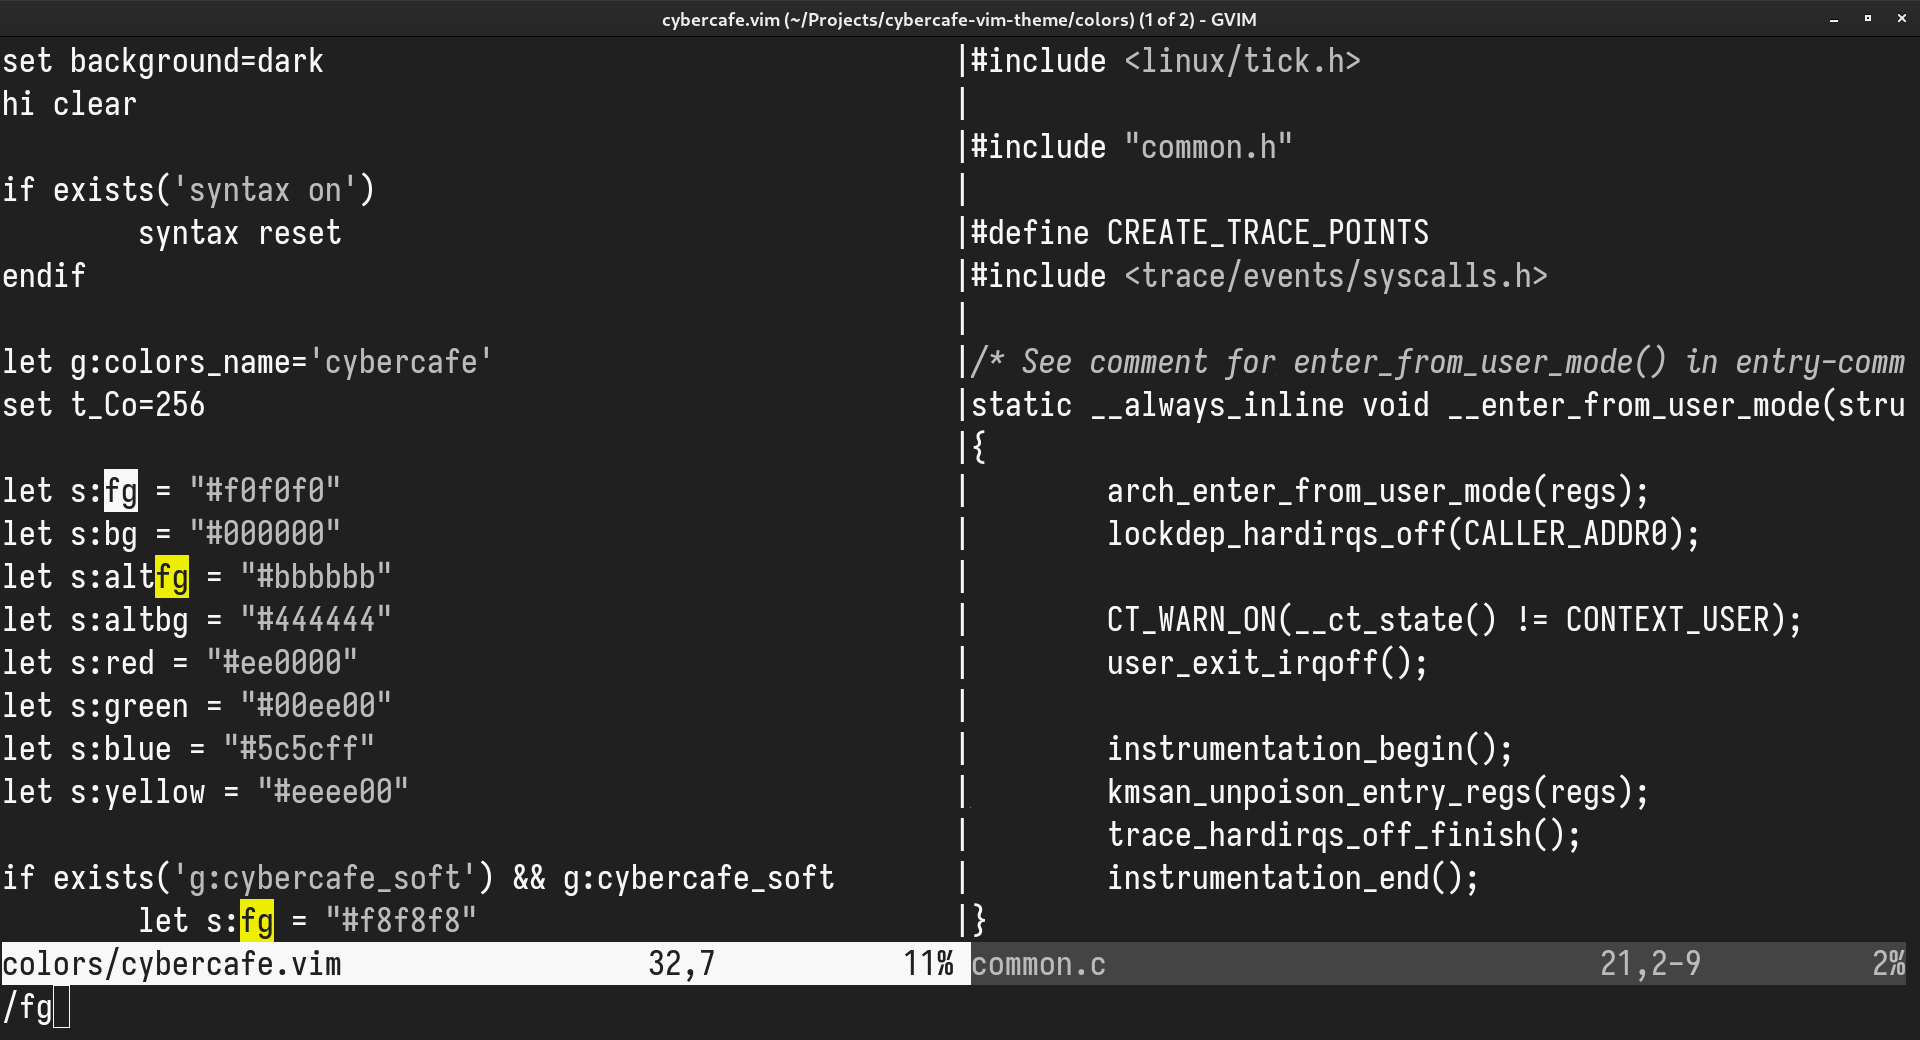 cybercafe.vim (~/Projects/cybercafe-vim-theme/colors) (1 of 2) - GVIM
set background=dark
hi clear
if exists('syntax on')
        syntax reset
endif
let g:colors_name='cybercafe'
set t_Co=256
let s:fg = "#f0f0f0"
let s:bg = "#000000"
let s:altfg = "#bbbbbb"
let s:altbg = "#444444"
let s:red = "#ee0000"
let s:green = "#00ee00"
let s:blue = "#5c5cff"
let s:yellow = "#eeee00"
if exists('g:cybercafe_soft') && g:cybercafe_soft
        let s:fg = "#f8f8f8"
colors/cybercafe.vim 32,7 11%
#include <linux/tick.h>
#include "common.h"
#define CREATE_TRACE_POINTS
#include <trace/events/syscalls.h>
/* See comment for enter_from_user_mode() in entry-comm
static __always_inline void __enter_from_user_mode(stru
{
        arch_enter_from_user_mode(regs);
        lockdep_hardirqs_off(CALLER_ADDR0);
        CT_WARN_ON(__ct_state() != CONTEXT_USER);
        user_exit_irqoff();
        instrumentation_begin();
        kmsan_unpoison_entry_regs(regs);
        trace_hardirqs_off_finish();
        instrumentation_end();
}
common.c 21,2-9 2%
/fg